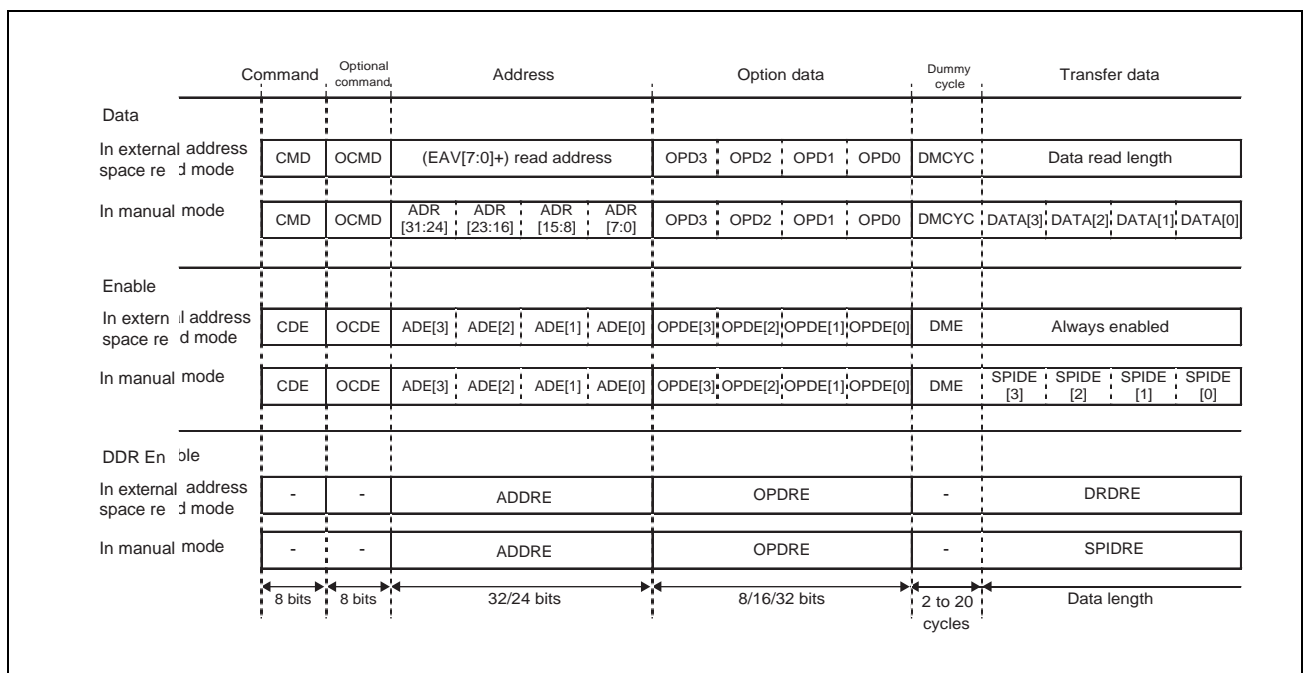 Command Optional command Address Option data Dummy cycle Transfer data
Data
In external address space re d mode CMD OCMD (EAV[7:0]+) read address OPD3 OPD2 OPD1 OPD0 DMCYC Data read length
In manual mode CMD OCMD ADR [31:24] ADR [23:16] ADR [15:8] ADR [7:0] OPD3 OPD2 OPD1 OPD0 DMCYC DATA[3] DATA[2] DATA[1] DATA[0]
Enable
In extern l address space re d mode CDE OCDE ADE[3] ADE[2] ADE[1] ADE[0] OPDE[3] OPDE[2] OPDE[1] OPDE[0] DME Always enabled
In manual mode CDE OCDE ADE[3] ADE[2] ADE[1] ADE[0] OPDE[3] OPDE[2] OPDE[1] OPDE[0] DME SPIDE [3] SPIDE [2] SPIDE [1] SPIDE [0]
DDR En ble
In external address space re d mode - - ADDRE OPDRE - DRDRE
In manual mode - - ADDRE OPDRE - SPIDRE
8 bits 8 bits 32/24 bits 8/16/32 bits 2 to 20 cycles Data length